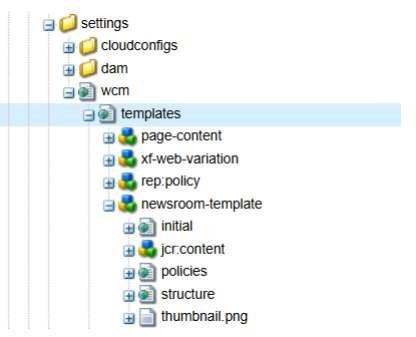 settings
cloudconfigs
dam
wcm
templates
page-content
xf-web-variation
rep:policy
newsroom-template
initial
jcr:content
policies
structure
thumbnail.png